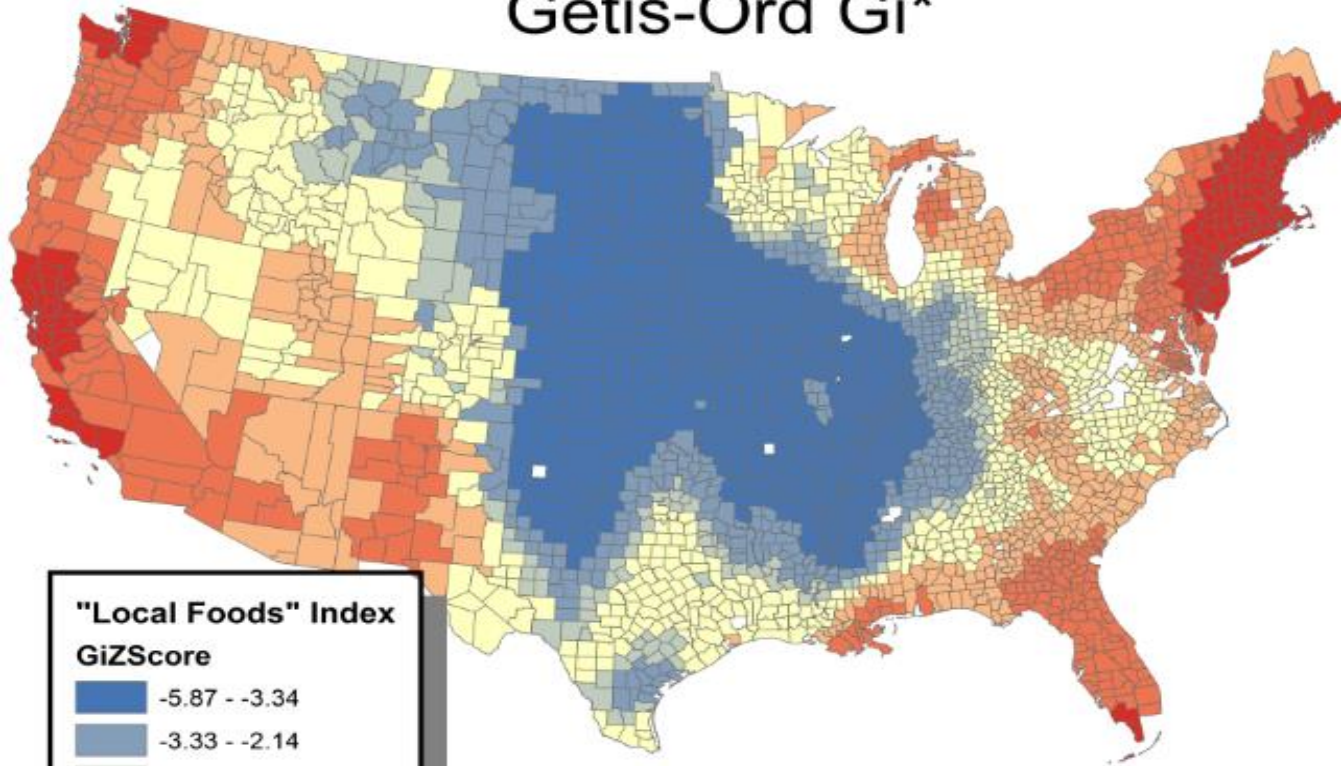 Getis-Ord Gi*
"Local Foods" Index
GiZScore
-5.87 - -3.34
-3.33 - -2.14